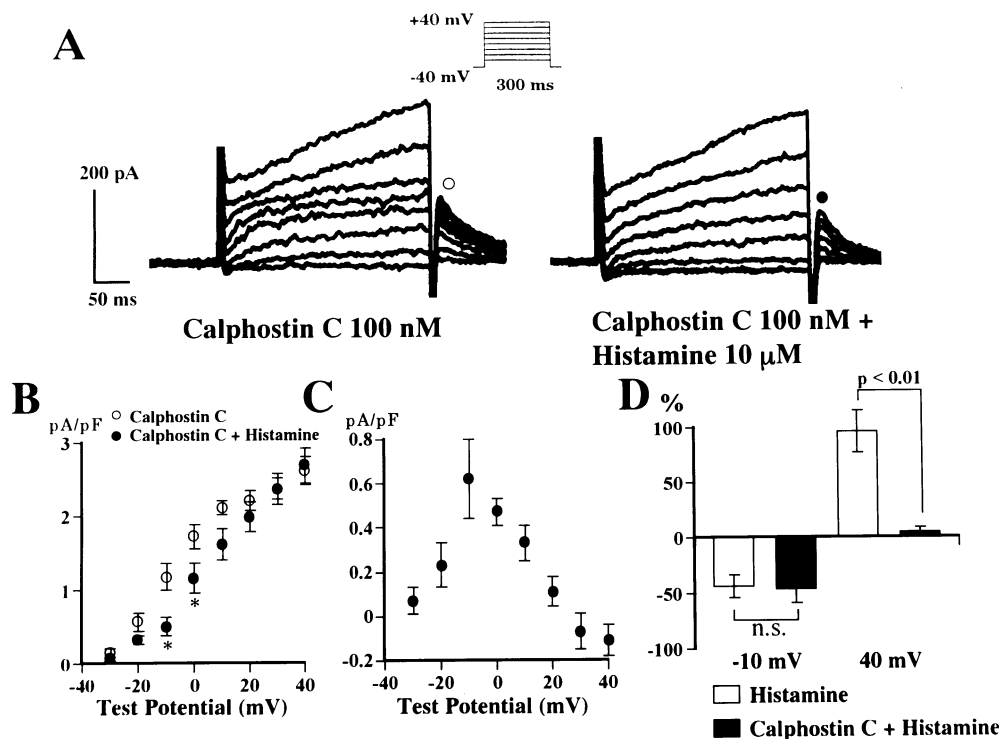 A
+40 mV
-40 mV
300 ms
200 pA
50 ms
Calphostin C 100 nM
Calphostin C 100 nM +
Histamine 10 µM
B
pA/pF
Calphostin C
Calphostin C + Histamine
3
2
1
0
*
*
-40 -20 0 20 40
Test Potential (mV)
C
pA/pF
0.8
0.6
0.4
0.2
0
-0.2
-40 -20 0 20 40
Test Potential (mV)
D
%
p < 0.01
100
50
0
-50
-100
n.s.
-10 mV
40 mV
Histamine
Calphostin C + Histamine